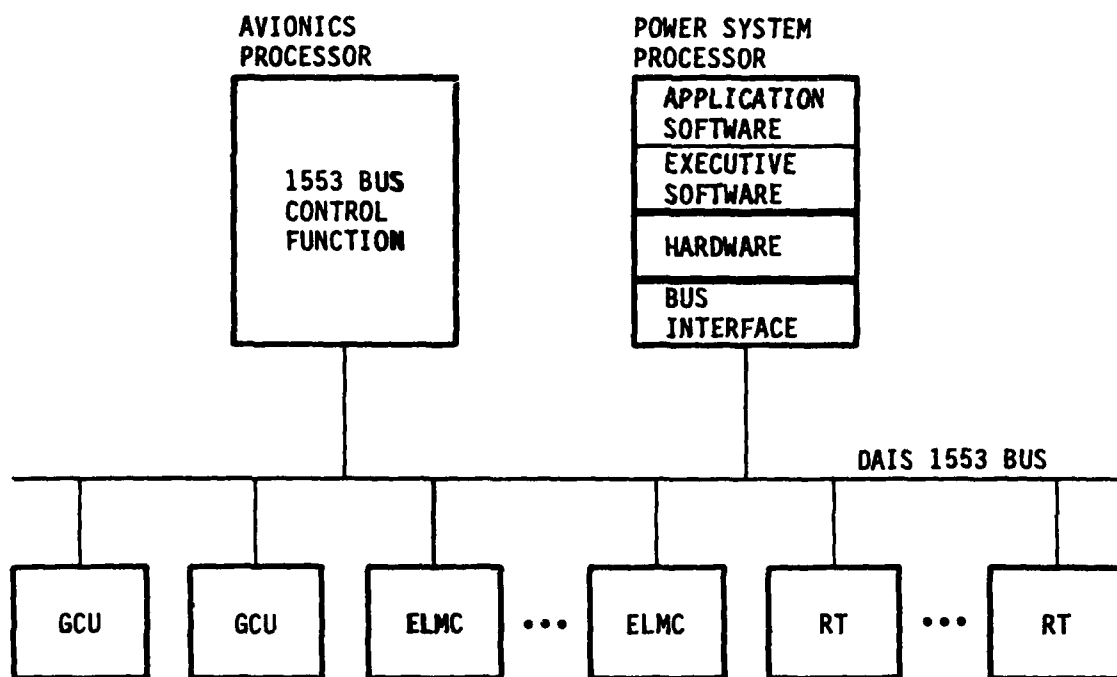 AVIONICS
PROCESSOR
1553 BUS
CONTROL
FUNCTION
POWER SYSTEM
PROCESSOR
APPLICATION
SOFTWARE
EXECUTIVE
SOFTWARE
HARDWARE
BUS
INTERFACE
DAIS 1553 BUS
GCU
GCU
ELMC
•••
ELMC
RT
•••
RT